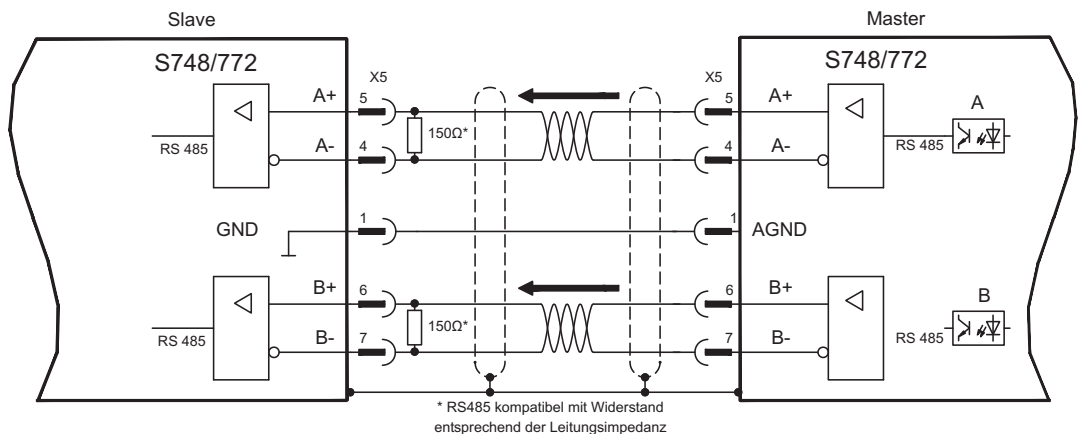 Slave
Master
S748/772
S748/772
X5
X5
A+
5
5
A+
A
150Ω*
RS 485
A-
4
4
A-
RS 485
GND
1
1
AGND
B+
6
6
B+
B
150Ω*
RS 485
B-
7
7
B-
RS 485
* RS485 kompatibel mit Widerstand
entsprechend der Leitungsimpedanz